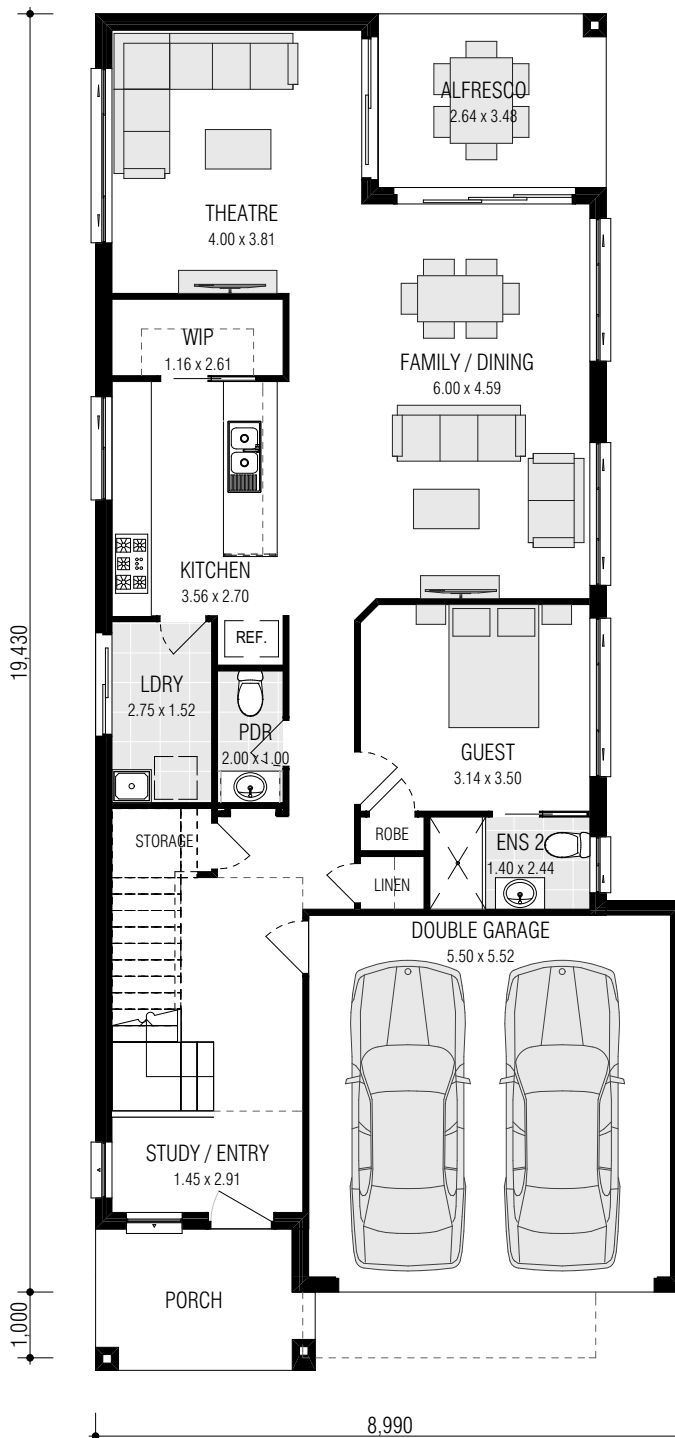 ALFRESCO
2.64 x 3.48
THEATRE
4.00 x 3.81
WIP
1.16 x 2.61
FAMILY / DINING
6.00 x 4.59
KITCHEN
3.56 x 2.70
REF.
19,430
LDRY
2.75 x 1.52
PDR
2.00 x 1.00
GUEST
3.14 x 3.50
STORAGE
ROBE
ENS 2
1.40 x 2.44
LINEN
DOUBLE GARAGE
5.50 x 5.52
STUDY / ENTRY
1.45 x 2.91
PORCH
1,000
8,990